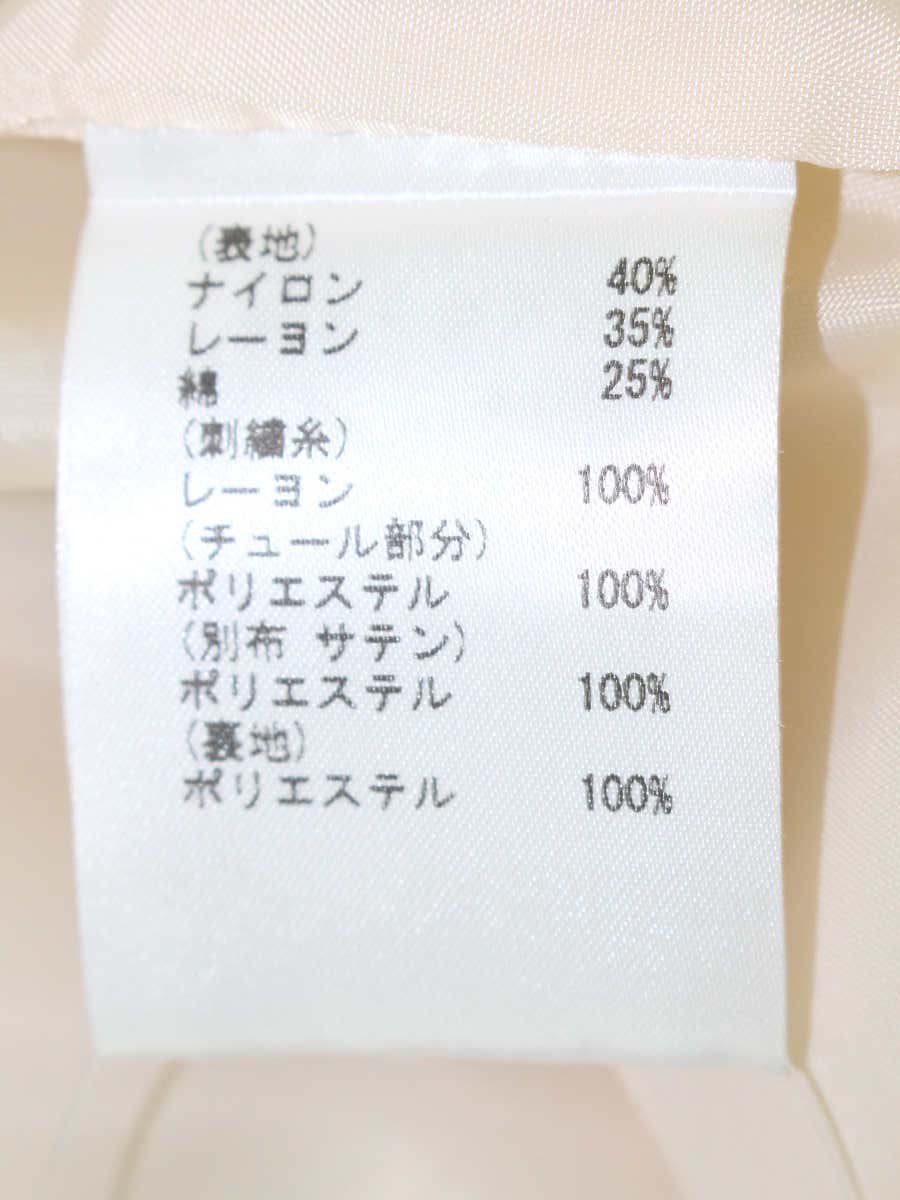 (表地)
ナイロン 40%
レーヨン 35%
綿 25%
(刺繍糸)
レーヨン 100%
(チュール部分)
ポリエステル 100%
(別布 サテン)
ポリエステル 100%
(裏地)
ポリエステル 100%